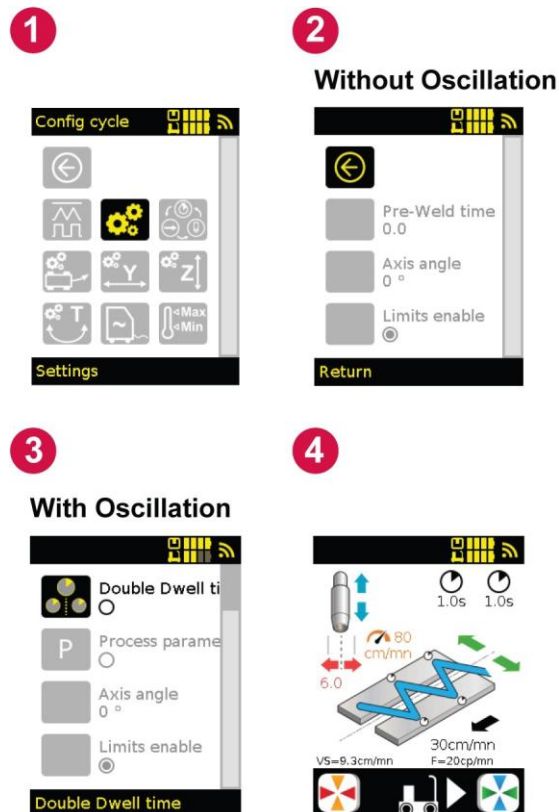 1
2
Without Oscillation
Config cycle
Y
Z
T
~
Max
Min
Settings
Pre-Weld time
0.0
Axis angle
0 °
Limits enable
Return
3
4
With Oscillation
Double Dwell ti
P
Process parame
Axis angle
0 °
Limits enable
Double Dwell time
1.0s 1.0s
80
cm/mn
6.0
30cm/mn
VS=9.3cm/mn F=20cp/mn